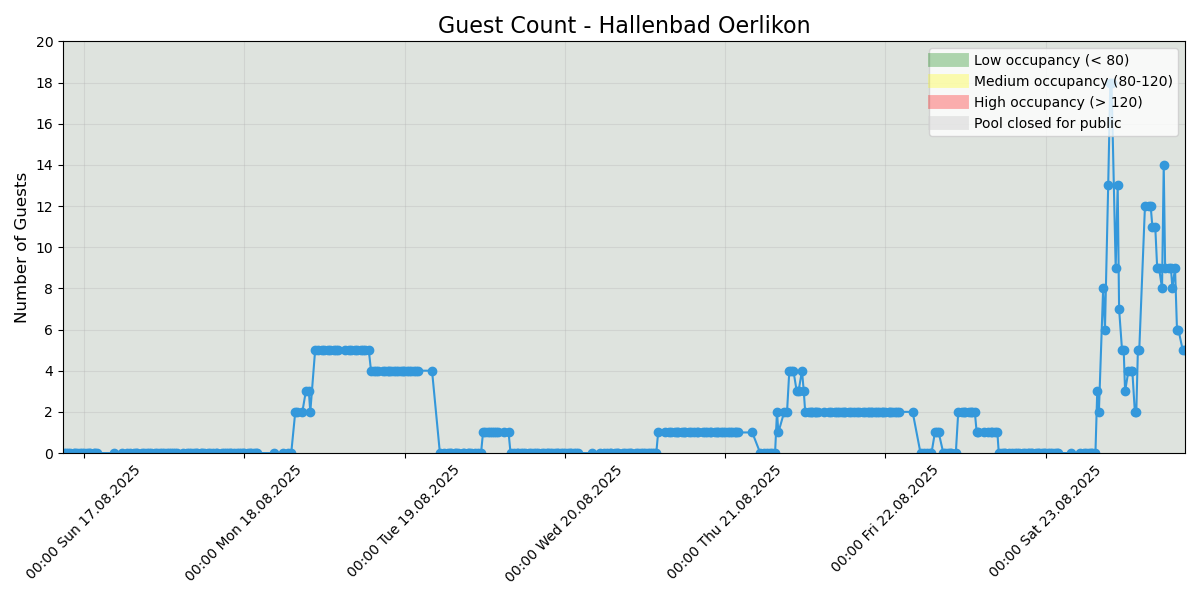 Guest Count - Hallenbad Oerlikon
Number of Guests
20
18
16
14
12
10
8
6
4
2
0
Low occupancy (< 80)
Medium occupancy (80-120)
High occupancy (> 120)
Pool closed for public
00:00 Sun 17.08.2025
00:00 Mon 18.08.2025
00:00 Tue 19.08.2025
00:00 Wed 20.08.2025
00:00 Thu 21.08.2025
00:00 Fri 22.08.2025
00:00 Sat 23.08.2025